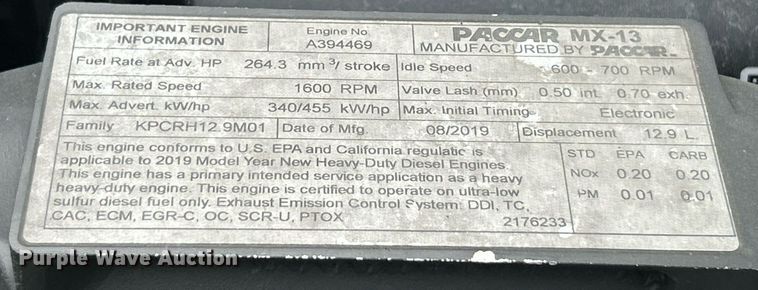 IMPORTANT ENGINE INFORMATION
Engine No. A394469
PACCAR MX-13
MANUFACTURED BY PACCAR
Fuel Rate at Adv. HP 264.3 mm³/ stroke
Idle Speed 600 - 700 RPM
Max. Rated Speed 1600 RPM
Valve Lash (mm) 0.50 int. 0.70 exh.
Max. Advert. kW/hp 340/455 kW/hp
Max. Initial Timing Electronic
Family KPCRH12.9M01
Date of Mfg. 08/2019
Displacement 12.9 L.
This engine conforms to U.S. EPA and California regulatic is
applicable to 2019 Model Year New Heavy-Duty Diesel Engines.
This engine has a primary intended service application as a heavy
heavy-duty engine. This engine is certified to operate on ultra-low
sulfur diesel fuel only. Exhaust Emission Control System: DDI, TC,
CAC, ECM, EGR-C, OC, SCR-U, PTOX
2176233
STD EPA CARB
NOx 0.20 0.20
PM 0.01 0.01
Purple Wave Auction